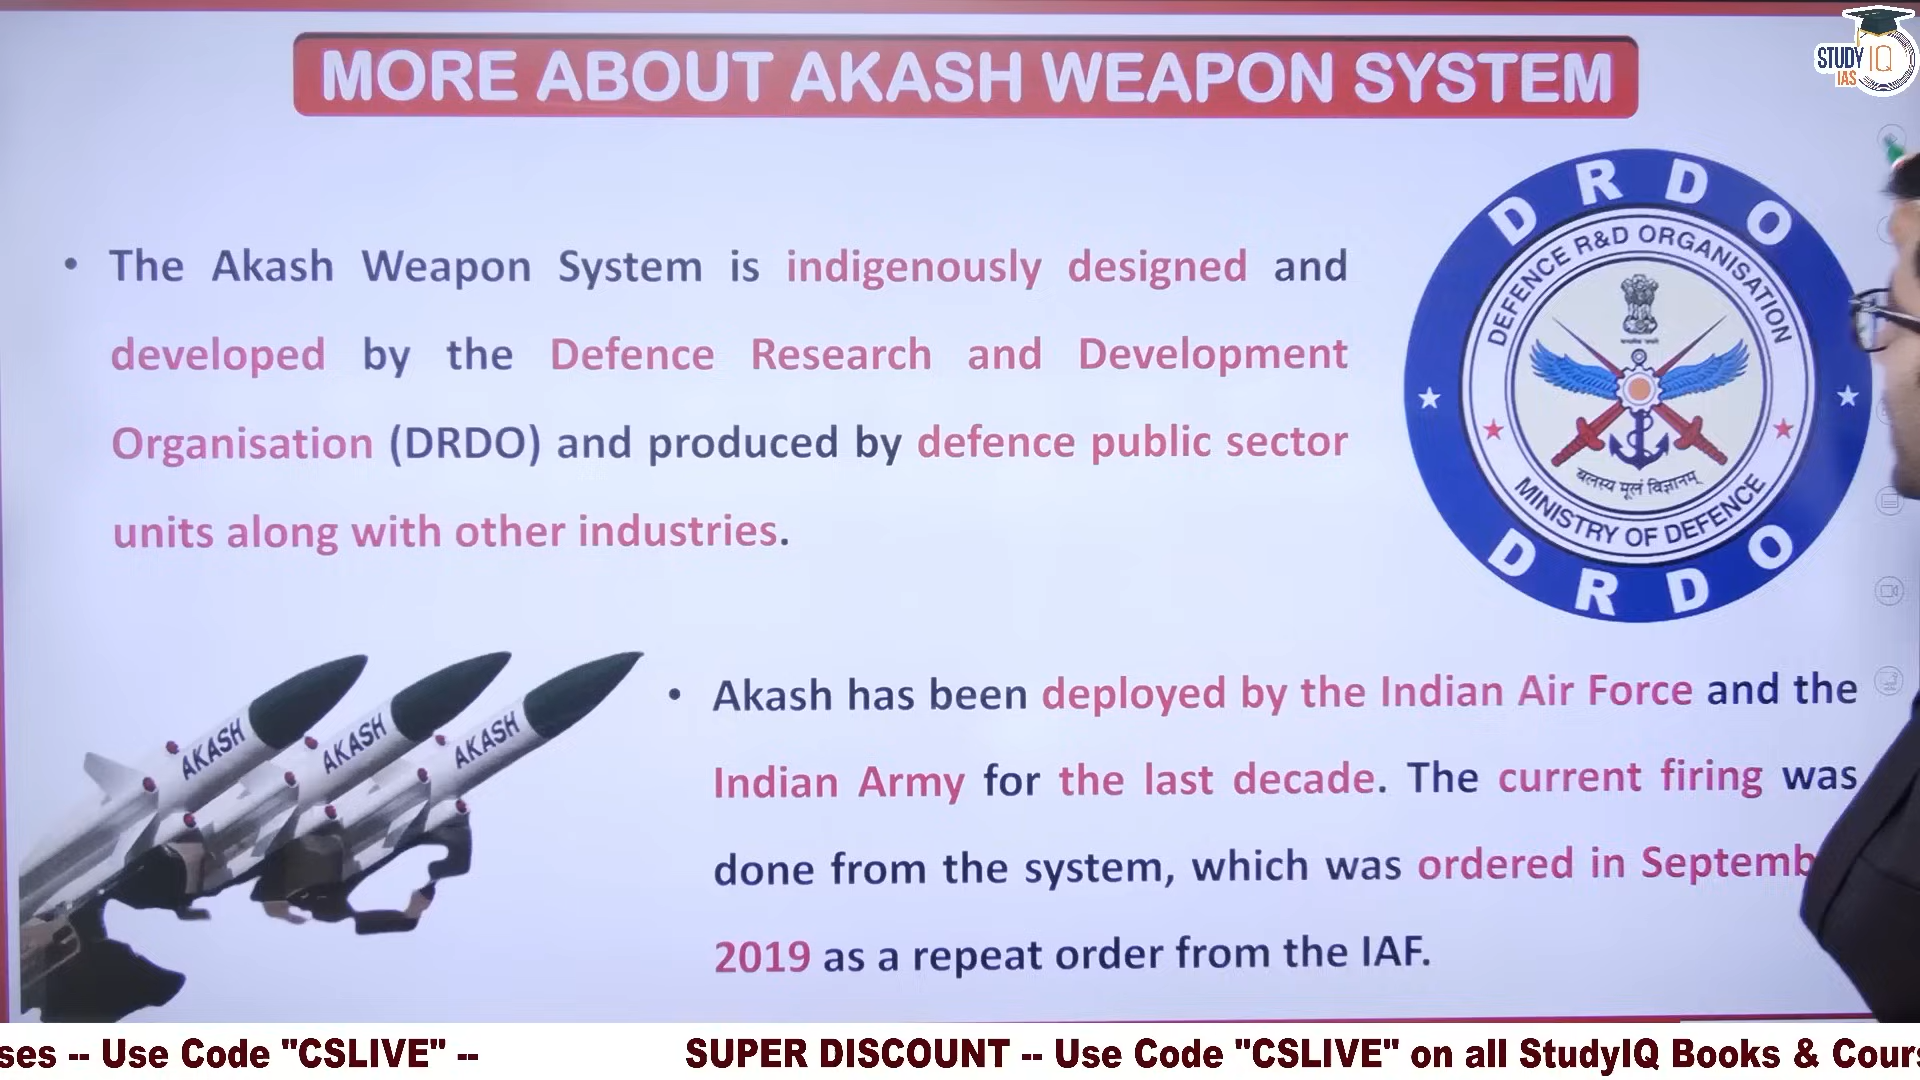 MORE ABOUT AKASH WEAPON SYSTEM
STUDY IQ
IAS
• The Akash Weapon System is indigenously designed and
developed by the Defence Research and Development
Organisation (DRDO) and produced by defence public sector
units along with other industries.
DRDO
DEFENCE R&D ORGANISATION
बलस्य मूलं विज्ञानम्
MINISTRY OF DEFENCE
DRDO
AKASH
AKASH
AKASH
• Akash has been deployed by the Indian Air Force and the
Indian Army for the last decade. The current firing was
done from the system, which was ordered in Septemb
2019 as a repeat order from the IAF.
ses -- Use Code "CSLIVE" -- SUPER DISCOUNT -- Use Code "CSLIVE" on all StudyIQ Books & Cours